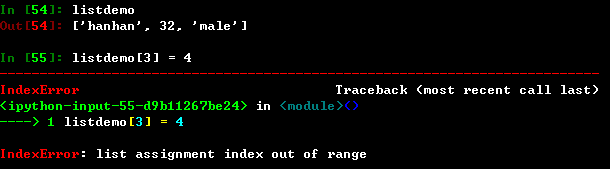 In [54]: listdemo
Out[54]: ['hanhan', 32, 'male']
In [55]: listdemo[3] = 4
---------------------------------------------------------------------------
IndexError                                Traceback (most recent call last)
<ipython-input-55-d9b11267be24> in <module>()
----> 1 listdemo[3] = 4
IndexError: list assignment index out of range